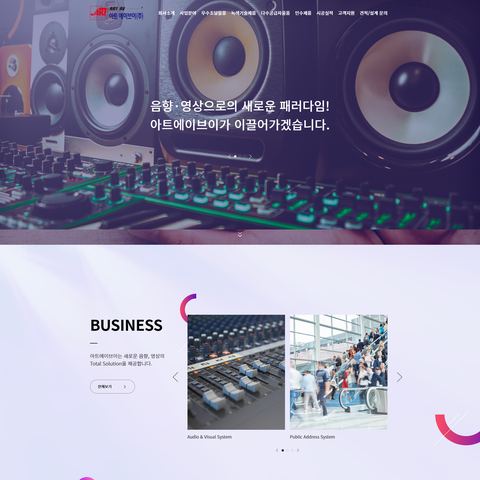 ART AV
아트에이브이(주)
회사소개 사업분야 우수조달물품 녹색기술제품 다수공급자물품 인수제품 시공실적 고객지원 견적/설계 문의
음향·영상으로의 새로운 패러다임!
아트에이브이가 이끌어가겠습니다.
BUSINESS
아트에이브이는 새로운 음향, 영상의
Total Solution을 제공합니다.
전체보기
Audio & Visual System
Public Address System